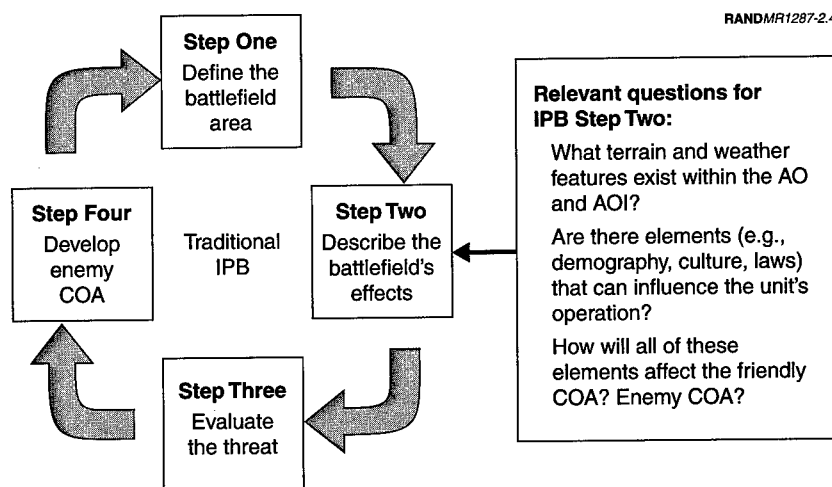 RANDMR1287-2.4
Step One
Define the
battlefield
area
Step Two
Describe the
battlefield's
effects
Step Three
Evaluate
the threat
Step Four
Develop
enemy
COA
Traditional
IPB
Relevant questions for
IPB Step Two:
What terrain and weather
features exist within the AO
and AOI?
Are there elements (e.g.,
demography, culture, laws)
that can influence the unit's
operation?
How will all of these
elements affect the friendly
COA? Enemy COA?